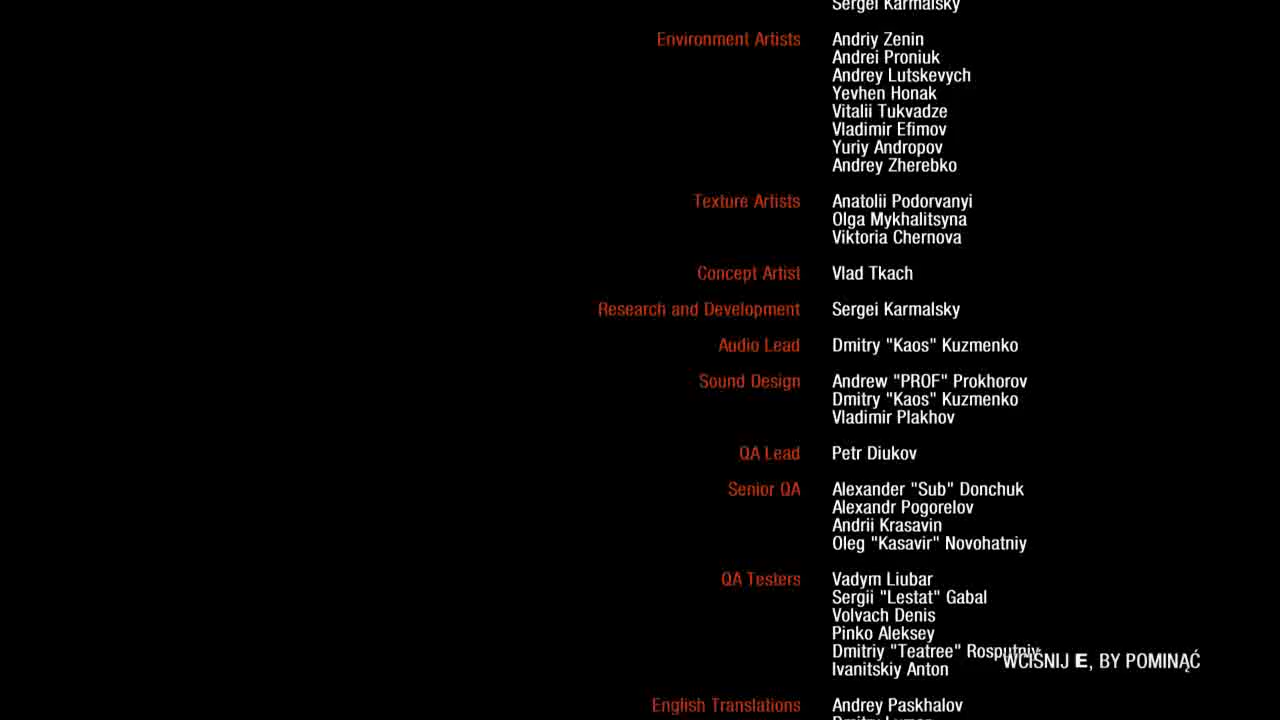 Sergei Karmalsky
Environment Artists Andriy Zenin
Andrei Proniuk
Andrey Lutskevych
Yevhen Honak
Vitalii Tukvadze
Vladimir Efimov
Yuriy Andropov
Andrey Zherebko
Texture Artists Anatolii Podorvanyi
Olga Mykhalitsyna
Viktoria Chernova
Concept Artist Vlad Tkach
Research and Development Sergei Karmalsky
Audio Lead Dmitry "Kaos" Kuzmenko
Sound Design Andrew "PROF" Prokhorov
Dmitry "Kaos" Kuzmenko
Vladimir Plakhov
QA Lead Petr Diukov
Senior QA Alexander "Sub" Donchuk
Alexandr Pogorelov
Andrii Krasavin
Oleg "Kasavir" Novohatniy
QA Testers Vadym Liubar
Sergii "Lestat" Gabal
Volvach Denis
Pinko Aleksey
Dmitriy "Teatree" Rosputniy
WCIŚNIJ E, BY POMINĄĆ
Ivanitskiy Anton
English Translations Andrey Paskhalov